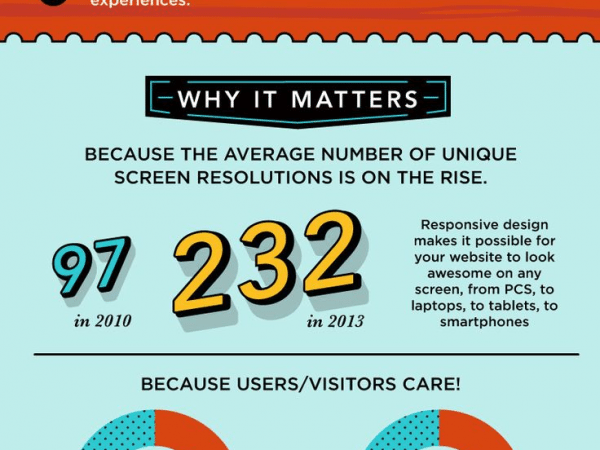 experiences.
WHY IT MATTERS
BECAUSE THE AVERAGE NUMBER OF UNIQUE
SCREEN RESOLUTIONS IS ON THE RISE.
97
in 2010
232
in 2013
Responsive design
makes it possible for
your website to look
awesome on any
screen, from PCS, to
laptops, to tablets, to
smartphones
BECAUSE USERS/VISITORS CARE!